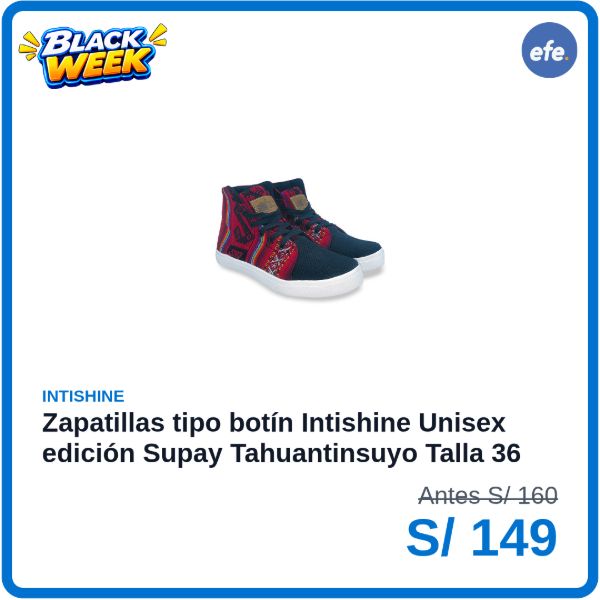 BLACK
WEEK
efe.
INTISHINE
Zapatillas tipo botín Intishine Unisex
edición Supay Tahuantinsuyo Talla 36
Antes S/ 160
S/ 149